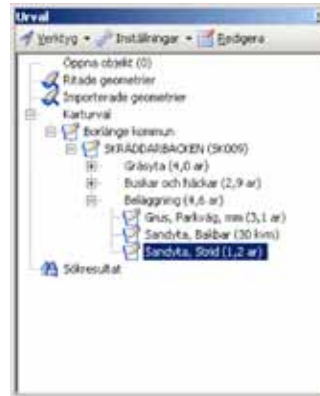 Urval
Verktyg Inställningar Redigera
Öppna objekt (0)
Ritade geometrier
Importerade geometrier
Karturval
Borlänge kommun
SKRÄDDARBACKEN (SK009)
Gräsyta (4,0 ar)
Buskar och häckar (2,9 ar)
Beläggning (4,6 ar)
Grus, Parkväg, mm (3,1 ar)
Sandyta, Bakbar (30 kvm)
Sandyta, Strid (1,2 ar)
Sökresultat